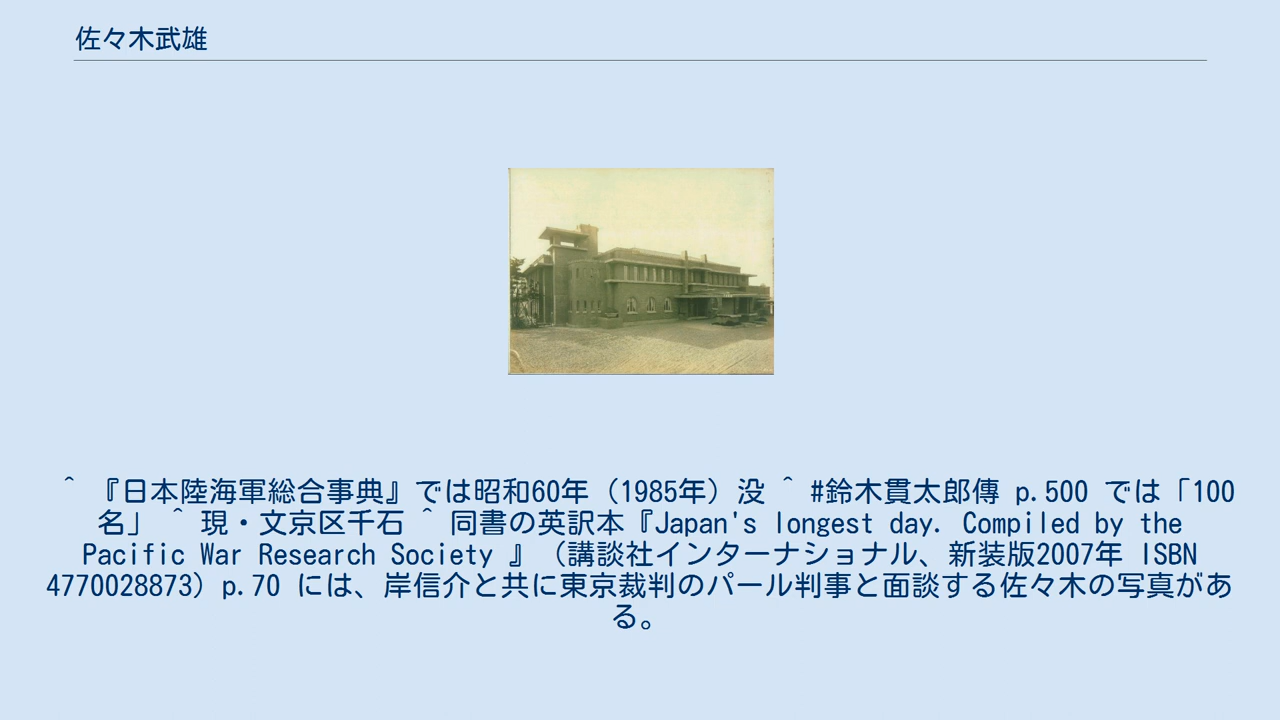 佐々木武雄
^ 『日本陸海軍総合事典』では昭和60年（1985年）没 ^ #鈴木貫太郎傳 p.500 では「100
名」 ^ 現・文京区千石 ^ 同書の英訳本『Japan's longest day. Compiled by the
Pacific War Research Society 』（講談社インターナショナル、新装版2007年 ISBN
4770028873）p.70 には、岸信介と共に東京裁判のパール判事と面談する佐々木の写真があ
る。